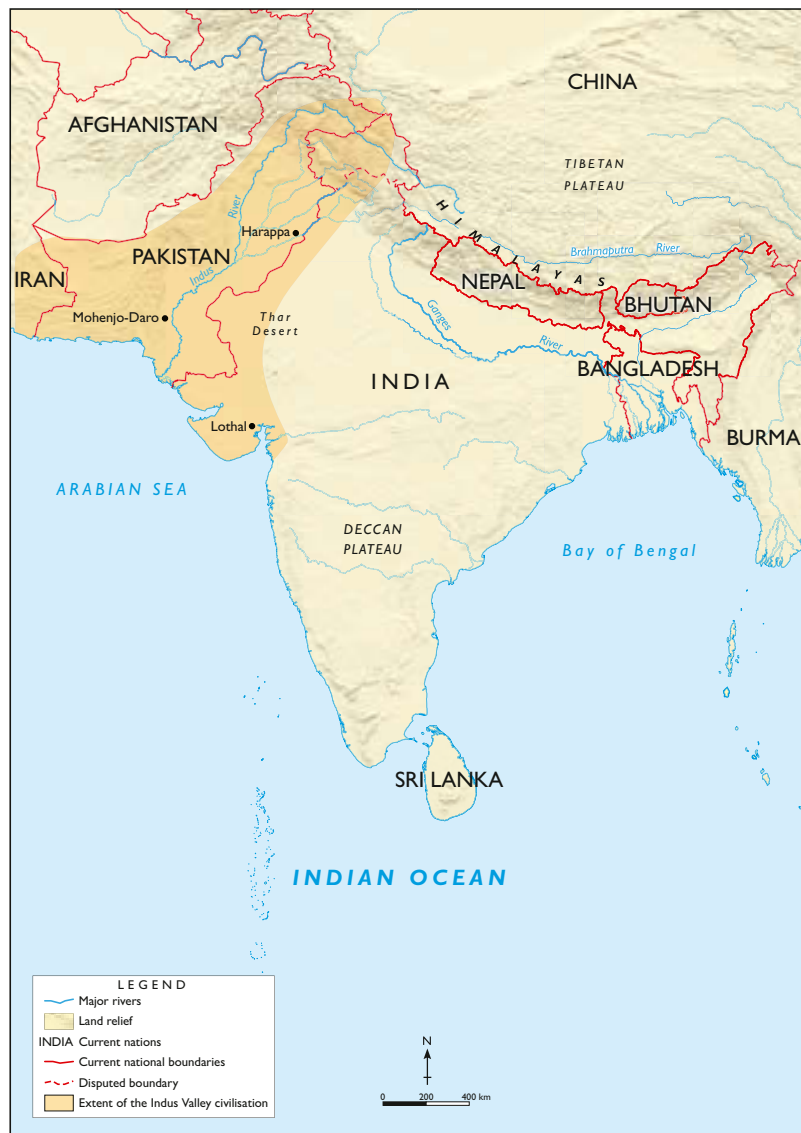 CHINA
AFGHANISTAN
TIBETAN
PLATEAU
HIMALAYAS
River
Harappa
PAKISTAN
Indus
Brahmaputra River
IRAN
NEPAL
BHUTAN
Mohenjo-Daro
Thar
Desert
Ganges
River
BANGLADESH
INDIA
Lothal
BURMA
ARABIAN SEA
DECCAN
PLATEAU
Bay of Bengal
SRI LANKA
INDIAN OCEAN
LEGEND
Major rivers
Land relief
INDIA Current nations
Current national boundaries
Disputed boundary
Extent of the Indus Valley civilisation
N
0 200 400 km